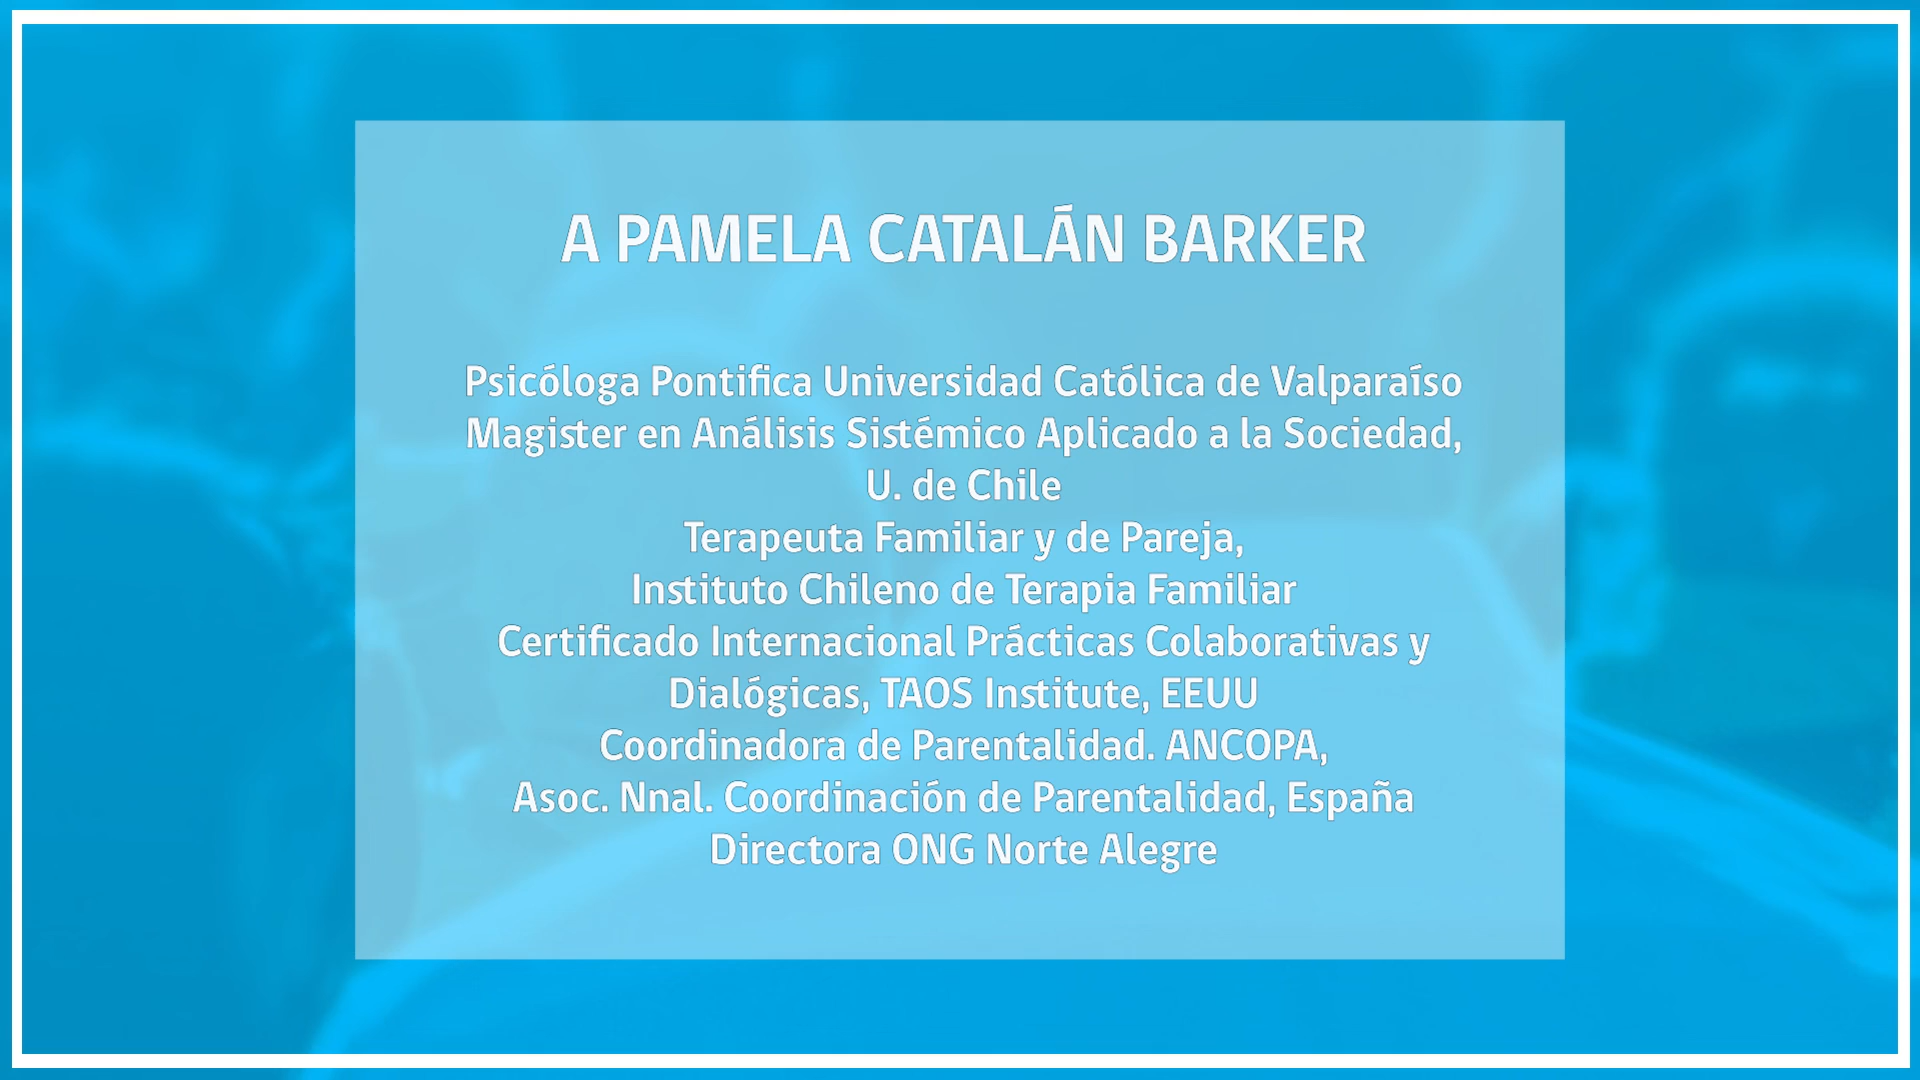 A PAMELA CATALÁN BARKER
Psicóloga Pontifica Universidad Católica de Valparaíso
Magister en Análisis Sistémico Aplicado a la Sociedad,
U. de Chile
Terapeuta Familiar y de Pareja,
Instituto Chileno de Terapia Familiar
Certificado Internacional Prácticas Colaborativas y
Dialógicas, TAOS Institute, EEUU
Coordinadora de Parentalidad. ANCOPA,
Asoc. Nnal. Coordinación de Parentalidad, España
Directora ONG Norte Alegre